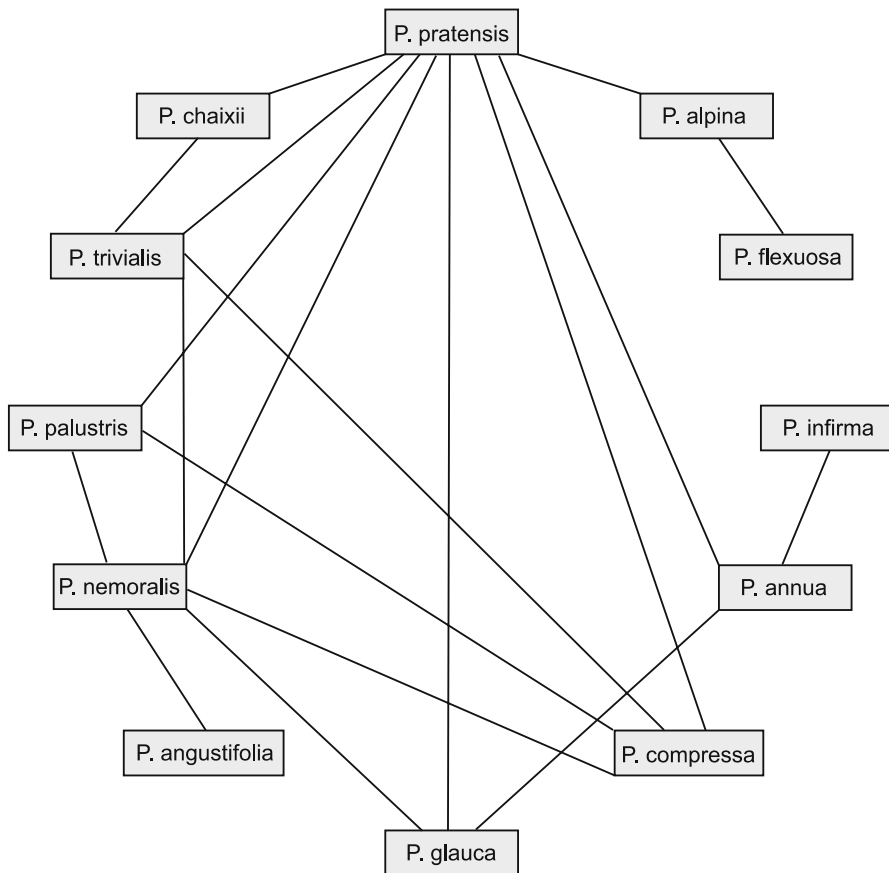 P. pratensis
P. chaixii
P. alpina
P. trivialis
P. flexuosa
P. palustris
P. infirma
P. nemoralis
P. annua
P. angustifolia
P. compressa
P. glauca